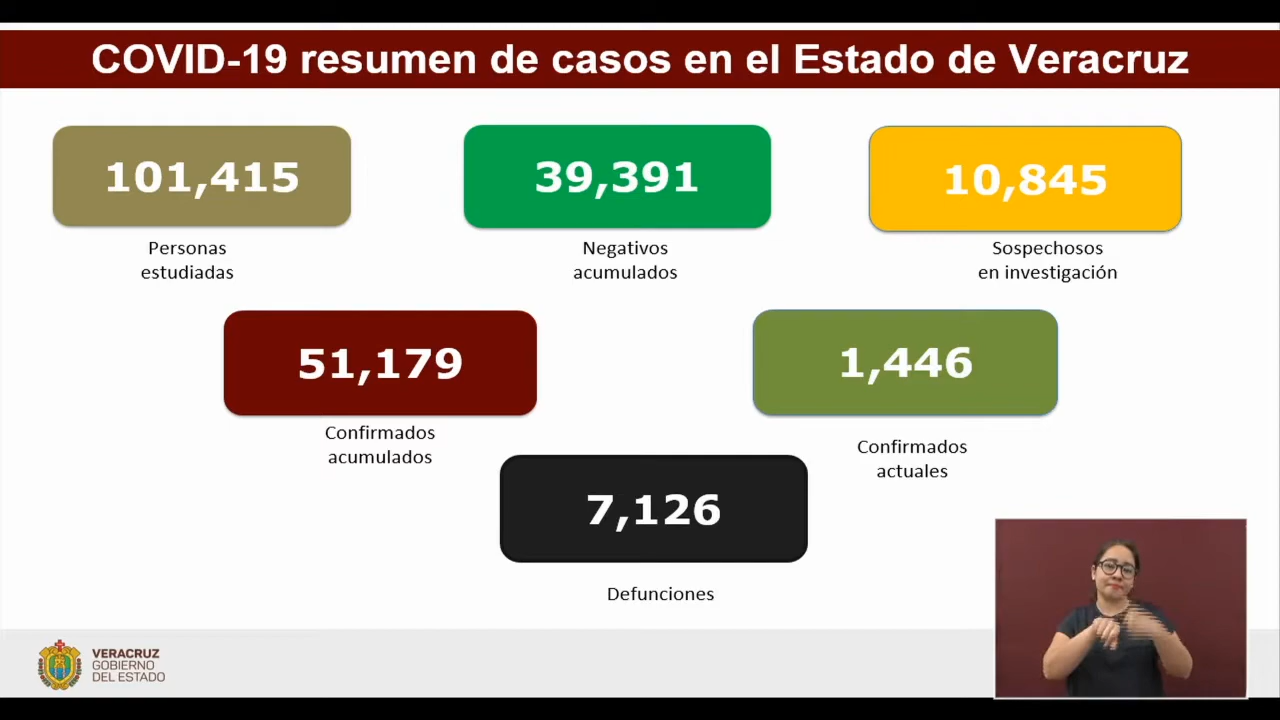 COVID-19 resumen de casos en el Estado de Veracruz
101,415
Personas
estudiadas
39,391
Negativos
acumulados
10,845
Sospechosos
en investigación
51,179
Confirmados
acumulados
1,446
Confirmados
actuales
7,126
Defunciones
VERACRUZ
GOBIERNO
DEL ESTADO